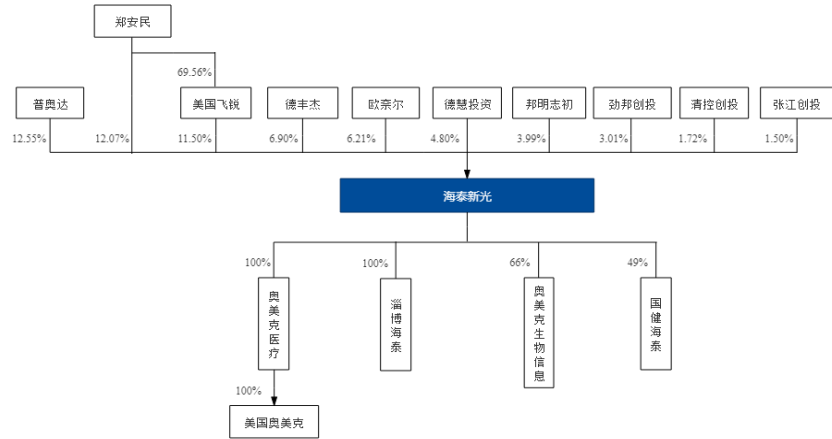 郑安民
69.56%
普奥达
美国飞锐
德丰杰
欧奈尔
德慧投资
邦明志初
劲邦创投
清控创投
张江创投
12.55%
12.07%
11.50%
6.90%
6.21%
4.80%
3.99%
3.01%
1.72%
1.50%
海泰新光
100%
100%
66%
49%
奥美克医疗
淄博海泰
奥美克生物信息
国健海泰
100%
美国奥美克